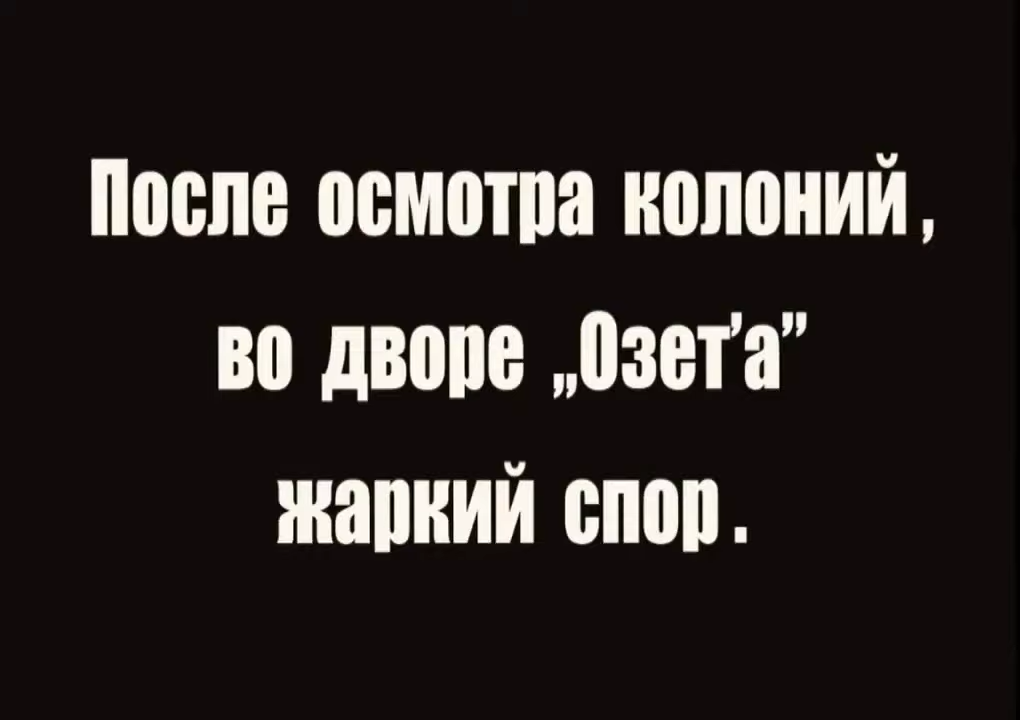 После осмотра колоний,
во дворе „Озет’а”
жаркий спор.